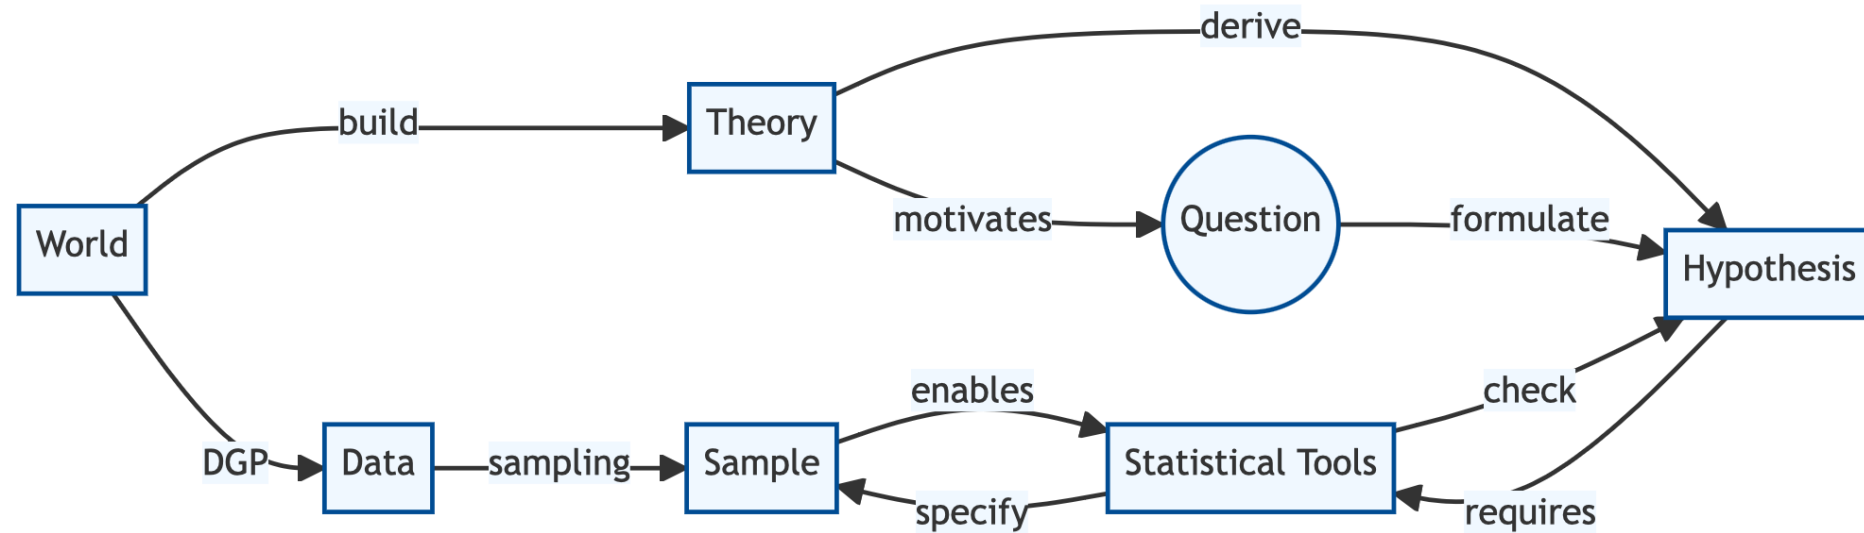 derive
build
Theory
motivates
Question
formulate
World
Hypothesis
enables
check
DGP
Data
sampling
Sample
Statistical Tools
specify
requires